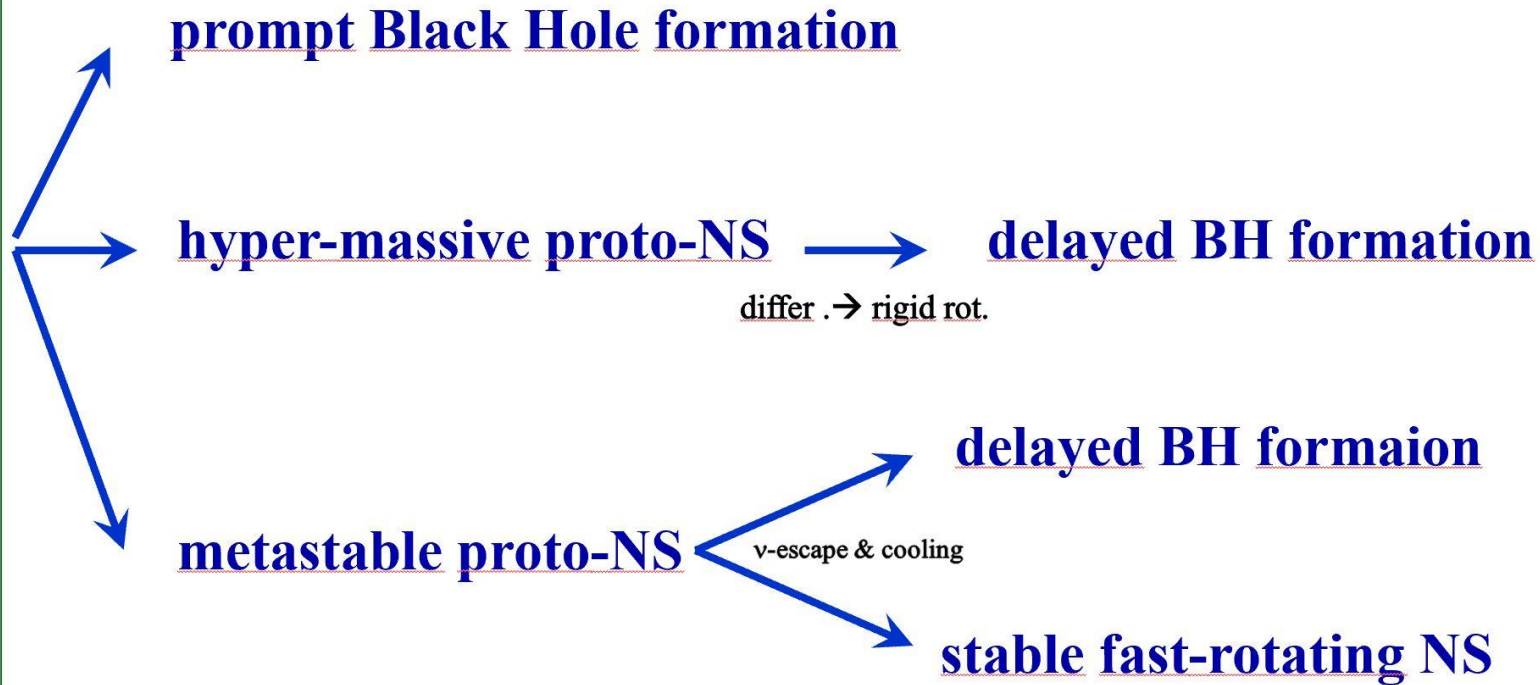 prompt Black Hole formation
hyper-massive proto-NS
delayed BH formation
differ .→ rigid rot.
delayed BH formaion
metastable proto-NS
ν-escape & cooling
stable fast-rotating NS